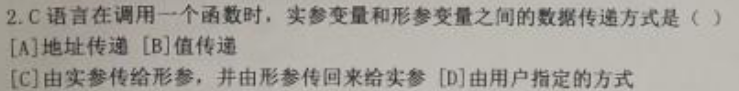 2.C 语言在调用一个函数时，实参变量和形参变量之间的数据传递方式是（ ）
[A]地址传递 [B]值传递
[C]由实参传给形参，并由形参传回来给实参 [D]由用户指定的方式